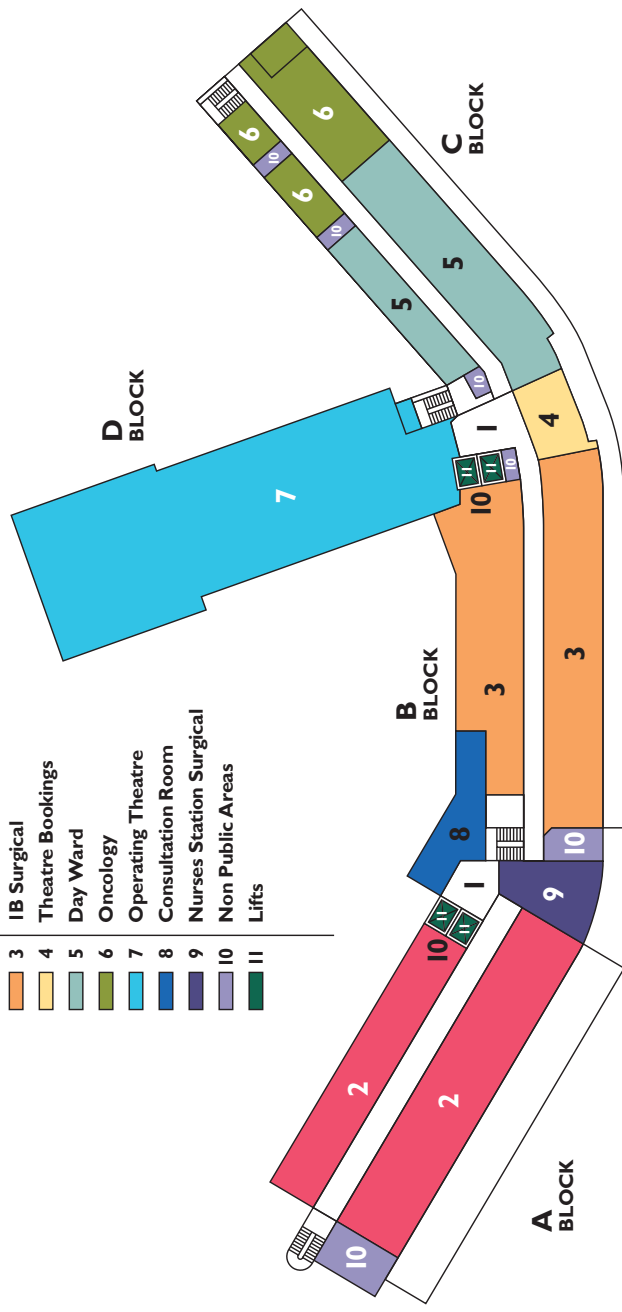 3 IB Surgical
4 Theatre Bookings
5 Day Ward
6 Oncology
7 Operating Theatre
8 Consultation Room
9 Nurses Station Surgical
10 Non Public Areas
11 Lifts
D
BLOCK
C
BLOCK
B
BLOCK
A
BLOCK
6
10
6
10
6
5
5
10
1
4
7
11
11
10
10
3
3
8
10
1
9
11
11
10
2
2
10